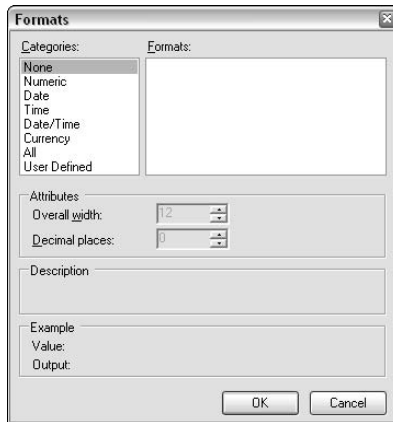 Formats
Categories: Formats:
None
Numeric
Date
Time
Date/Time
Currency
All
User Defined
Attributes
Overall width: 12
Decimal places: 0
Description
Example
Value:
Output:
OK Cancel